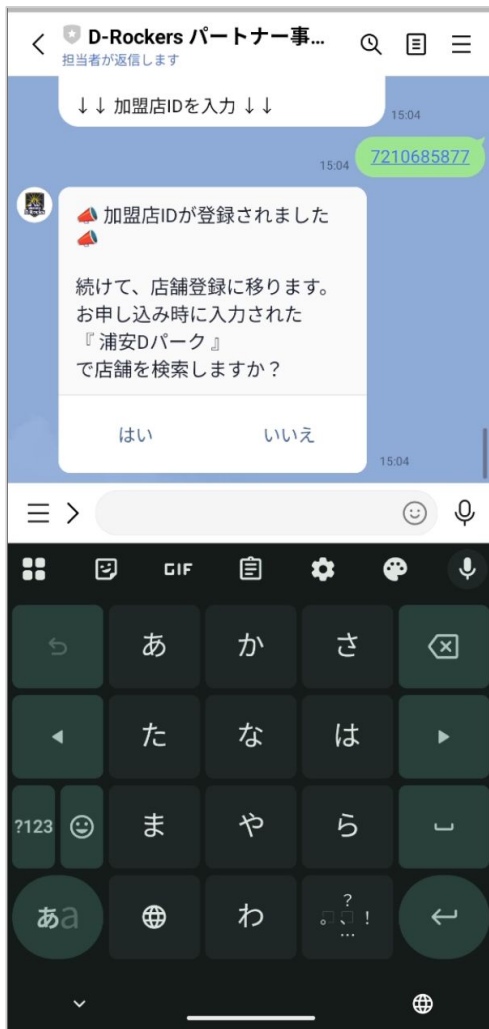 D-Rockers パートナー事...
担当者が返信します
↓↓ 加盟店IDを入力 ↓↓
15:04
15:04
7210685877
📣 加盟店IDが登録されました
📣
続けて、店舗登録に移ります。
お申し込み時に入力された
『 浦安Dパーク 』
で店舗を検索しますか？
はい
いいえ
15:04
GIF
あ
か
さ
た
な
は
?123
ま
や
ら
あa
わ
。、?!…